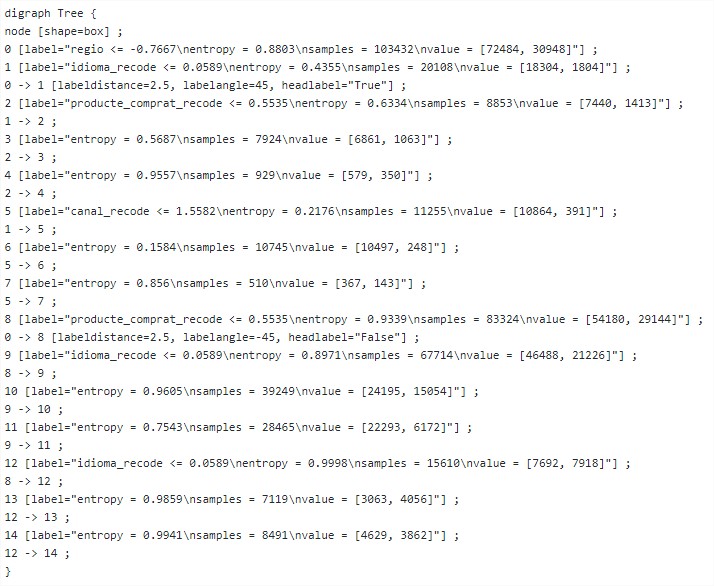 digraph Tree {
node [shape=box] ;
0 [label="regio <= -0.7667\nentropy = 0.8803\nsamples = 103432\nvalue = [72484, 30948]"] ;
1 [label="idioma_recode <= 0.0589\nentropy = 0.4355\nsamples = 20108\nvalue = [18304, 1804]"] ;
0 -> 1 [labeldistance=2.5, labelangle=45, headlabel="True"] ;
2 [label="producte_comprat_recode <= 0.5535\nentropy = 0.6334\nsamples = 8853\nvalue = [7440, 1413]"] ;
1 -> 2 ;
3 [label="entropy = 0.5687\nsamples = 7924\nvalue = [6861, 1063]"] ;
2 -> 3 ;
4 [label="entropy = 0.9557\nsamples = 929\nvalue = [579, 350]"] ;
2 -> 4 ;
5 [label="canal_recode <= 1.5582\nentropy = 0.2176\nsamples = 11255\nvalue = [10864, 391]"] ;
1 -> 5 ;
6 [label="entropy = 0.1584\nsamples = 10745\nvalue = [10497, 248]"] ;
5 -> 6 ;
7 [label="entropy = 0.856\nsamples = 510\nvalue = [367, 143]"] ;
5 -> 7 ;
8 [label="producte_comprat_recode <= 0.5535\nentropy = 0.9339\nsamples = 83324\nvalue = [54180, 29144]"] ;
0 -> 8 [labeldistance=2.5, labelangle=-45, headlabel="False"] ;
9 [label="idioma_recode <= 0.0589\nentropy = 0.8971\nsamples = 67714\nvalue = [46488, 21226]"] ;
8 -> 9 ;
10 [label="entropy = 0.9605\nsamples = 39249\nvalue = [24195, 15054]"] ;
9 -> 10 ;
11 [label="entropy = 0.7543\nsamples = 28465\nvalue = [22293, 6172]"] ;
9 -> 11 ;
12 [label="idioma_recode <= 0.0589\nentropy = 0.9998\nsamples = 15610\nvalue = [7692, 7918]"] ;
8 -> 12 ;
13 [label="entropy = 0.9859\nsamples = 7119\nvalue = [3063, 4056]"] ;
12 -> 13 ;
14 [label="entropy = 0.9941\nsamples = 8491\nvalue = [4629, 3862]"] ;
12 -> 14 ;
}